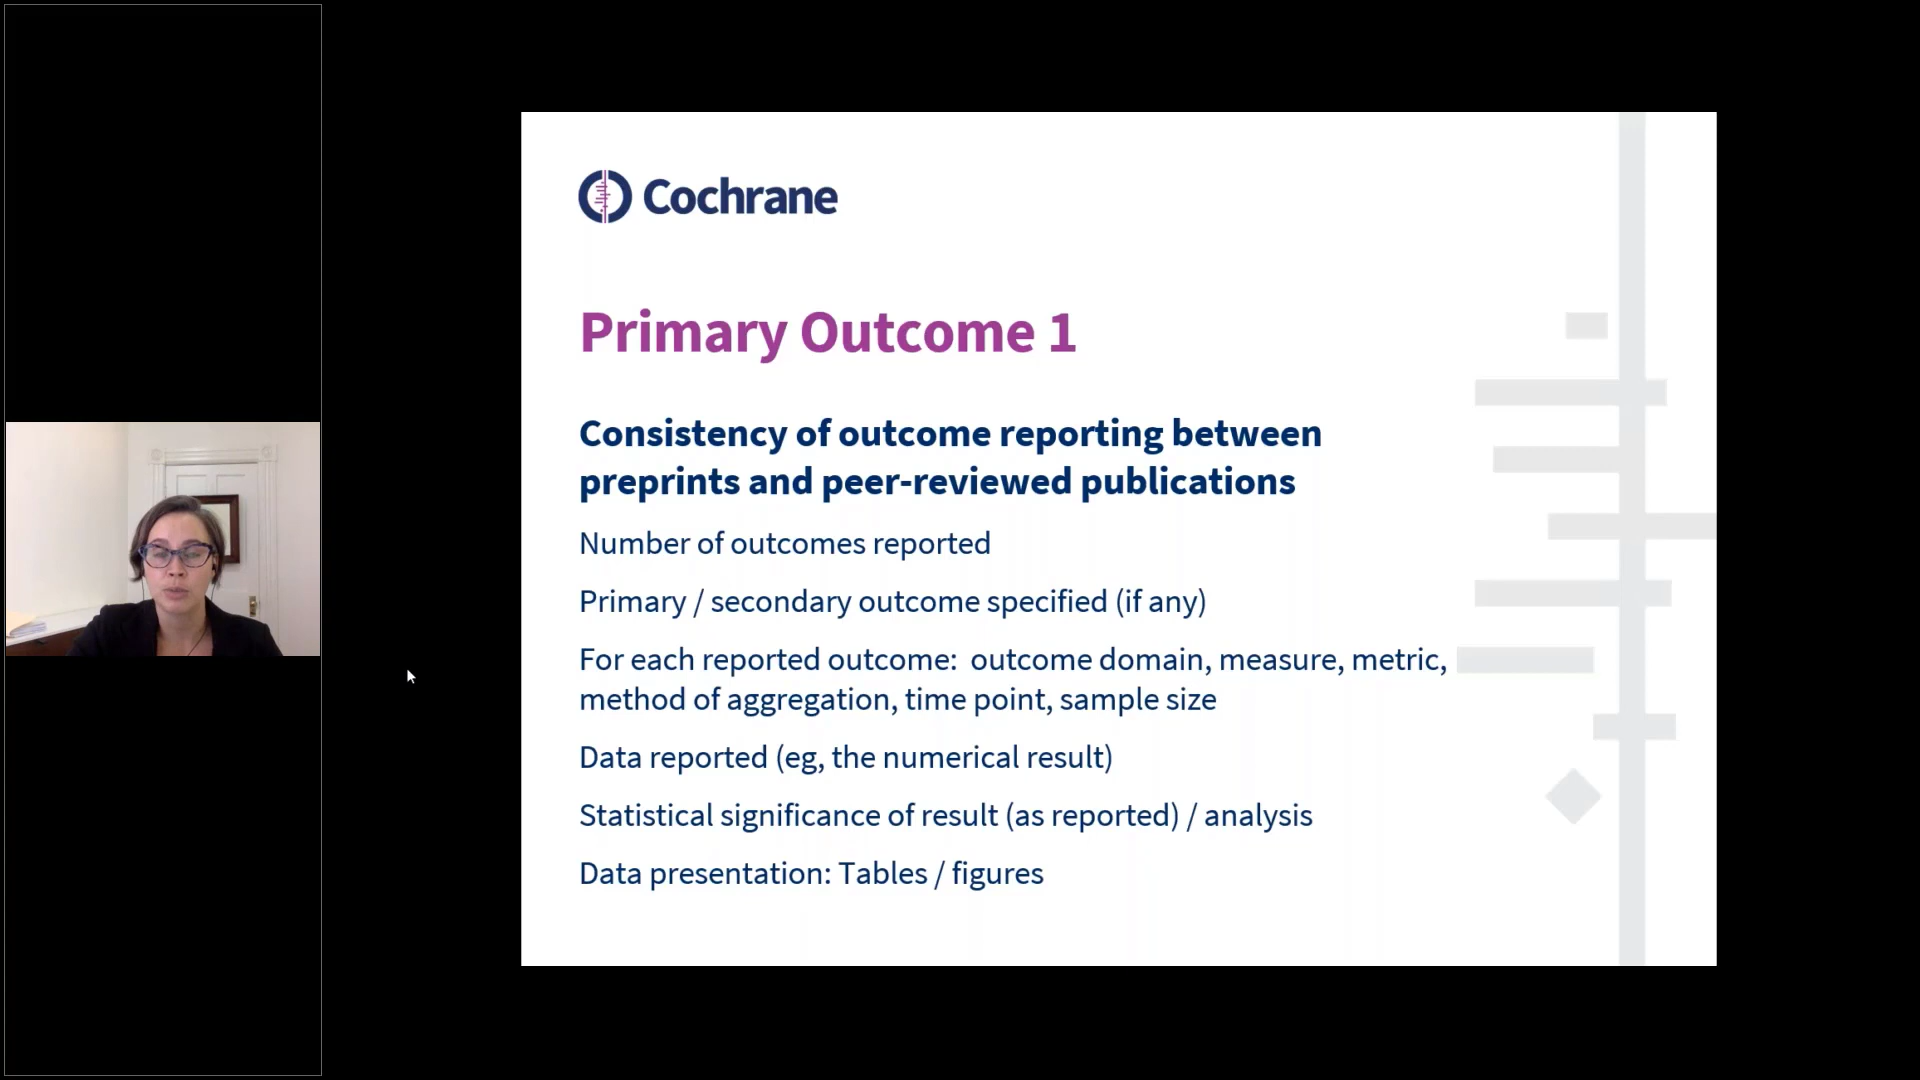 Cochrane
Primary Outcome 1
Consistency of outcome reporting between
preprints and peer-reviewed publications
Number of outcomes reported
Primary / secondary outcome specified (if any)
For each reported outcome:  outcome domain, measure, metric,
method of aggregation, time point, sample size
Data reported (eg, the numerical result)
Statistical significance of result (as reported) / analysis
Data presentation: Tables / figures